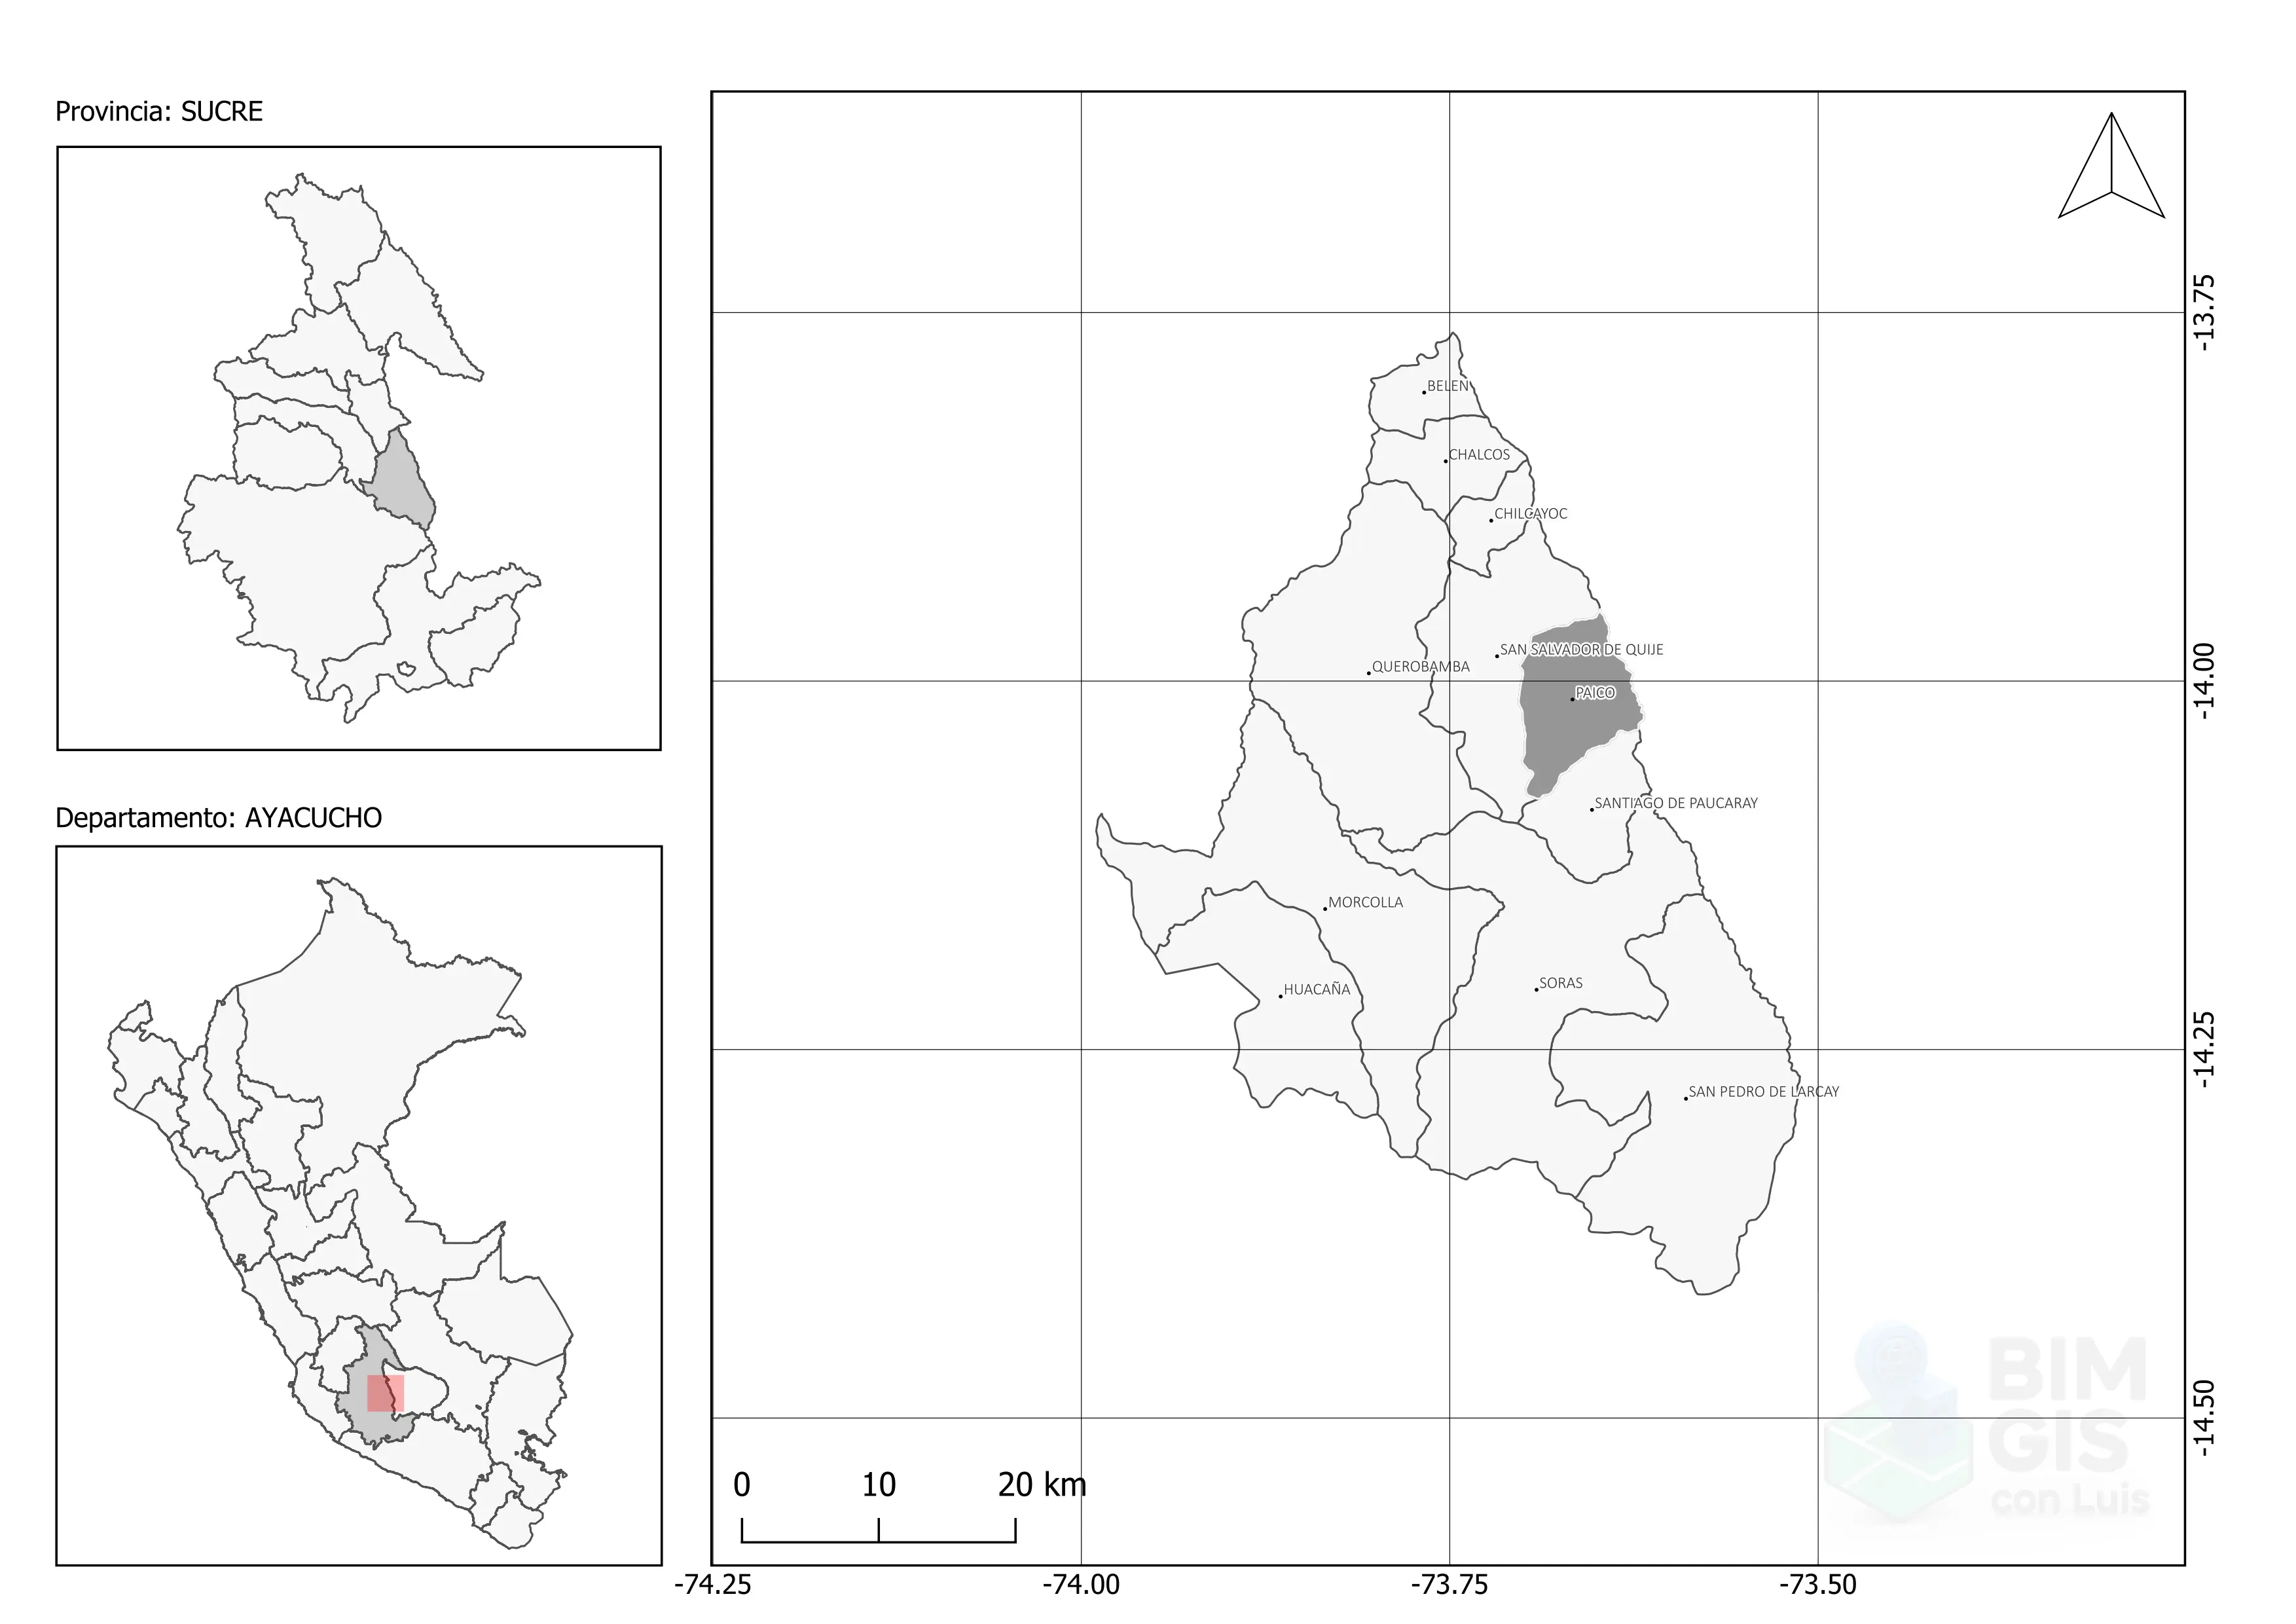 Provincia: SUCRE
Departamento: AYACUCHO
BELEN
CHALCOS
CHILCAYOC
SAN SALVADOR DE QUIJE
QUEROBAMBA
PAICO
SANTIAGO DE PAUCARAY
MORCOLLA
SORAS
HUACAÑA
SAN PEDRO DE LARCAY
-13.75
-14.00
-14.25
-14.50
0 10 20 km
BIM
GIS
con Luis
-74.25 -74.00 -73.75 -73.50